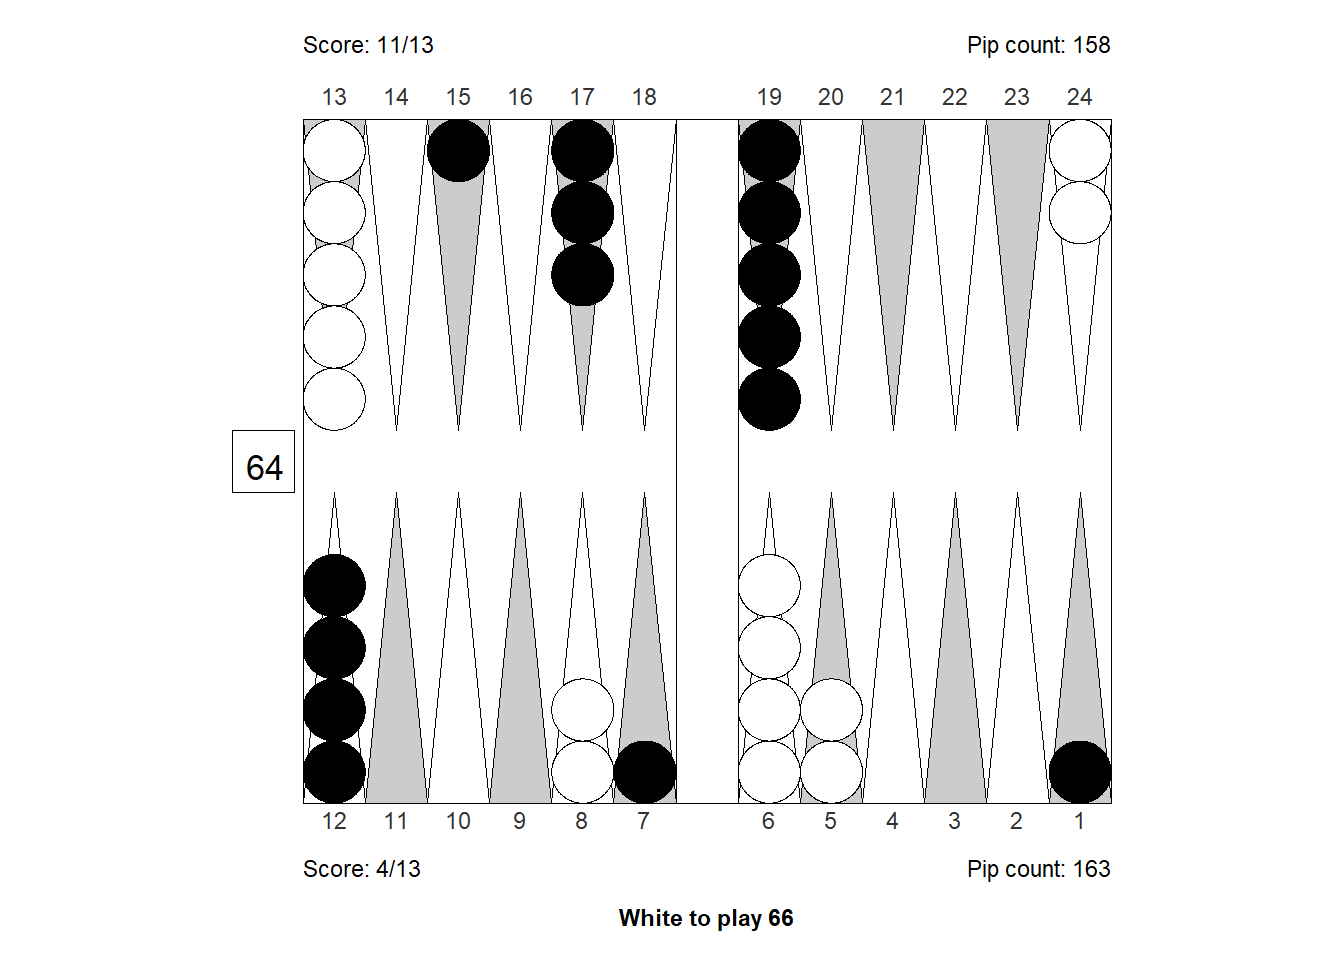 Score: 11/13 Pip count: 158
13 14 15 16 17 18 19 20 21 22 23 24
64
12 11 10 9 8 7 6 5 4 3 2 1
Score: 4/13 Pip count: 163
White to play 66